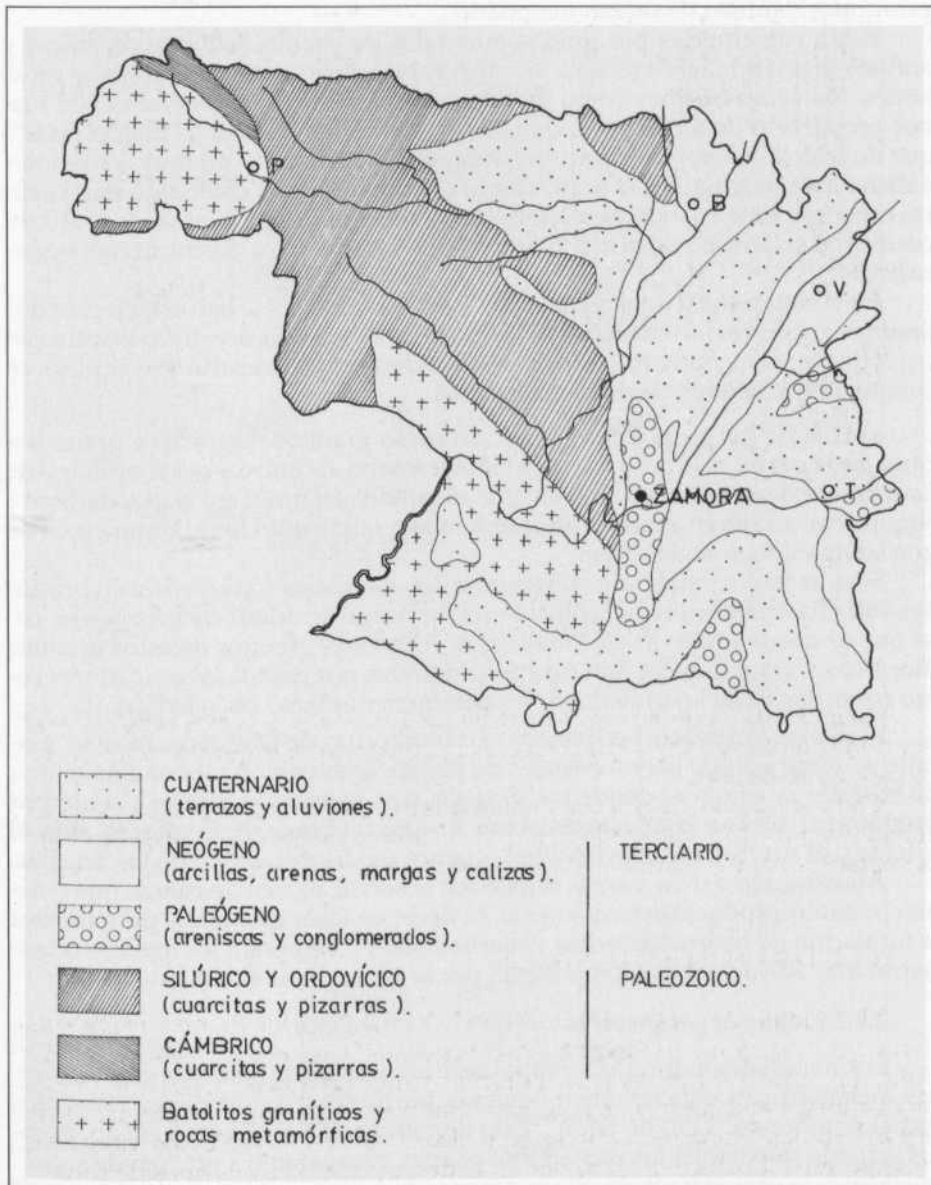 P
B
V
T
ZAMORA
CUATERNARIO
(terrazos y aluviones).
NEÓGENO
(arcillas, arenas, margas y calizas).
TERCIARIO.
PALEÓGENO
(areniscas y conglomerados).
SILÚRICO Y ORDOVÍCICO
(cuarcitas y pizarras).
PALEOZOICO.
CÁMBRICO
(cuarcitas y pizarras).
Batolitos graníticos y
rocas metamórficas.